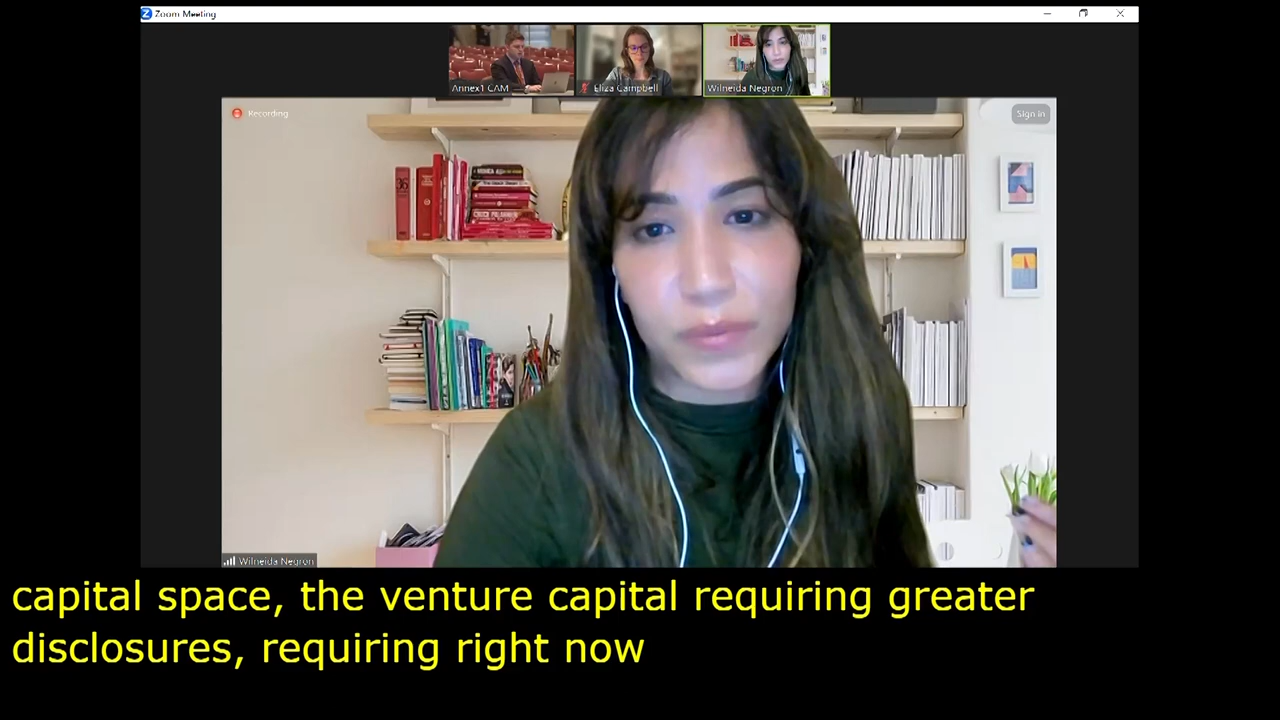 Zoom Meeting
Annex1 CAM
Eliza Campbell
Wilneida Negron
Recording
Sign in
Wilneida Negron
capital space, the venture capital requiring greater
disclosures, requiring right now